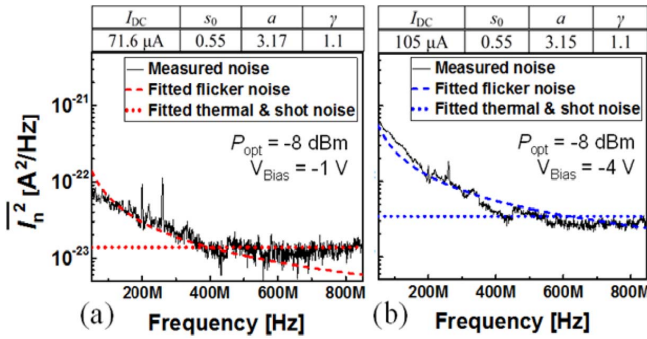 I_DC s_0 a γ
71.6 μA 0.55 3.17 1.1
Measured noise
Fitted flicker noise
Fitted thermal & shot noise
P_opt = -8 dBm
V_Bias = -1 V
10^-21
10^-22
10^-23
I_n^2 [A^2/Hz]
200M 400M 600M 800M
(a) Frequency [Hz]
I_DC s_0 a γ
105 μA 0.55 3.15 1.1
Measured noise
Fitted flicker noise
Fitted thermal & shot noise
P_opt = -8 dBm
V_Bias = -4 V
200M 400M 600M 800M
(b) Frequency [Hz]